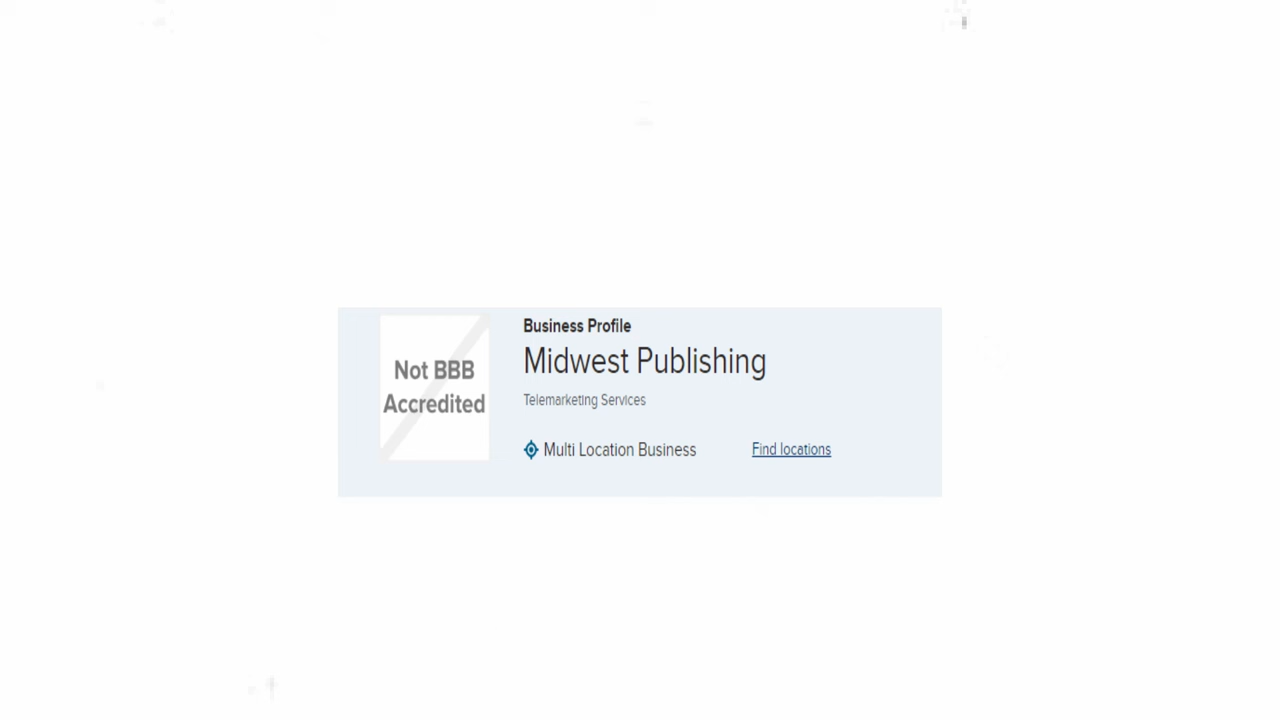 Not BBB
Accredited
Business Profile
Midwest Publishing
Telemarketing Services
Multi Location Business
Find locations